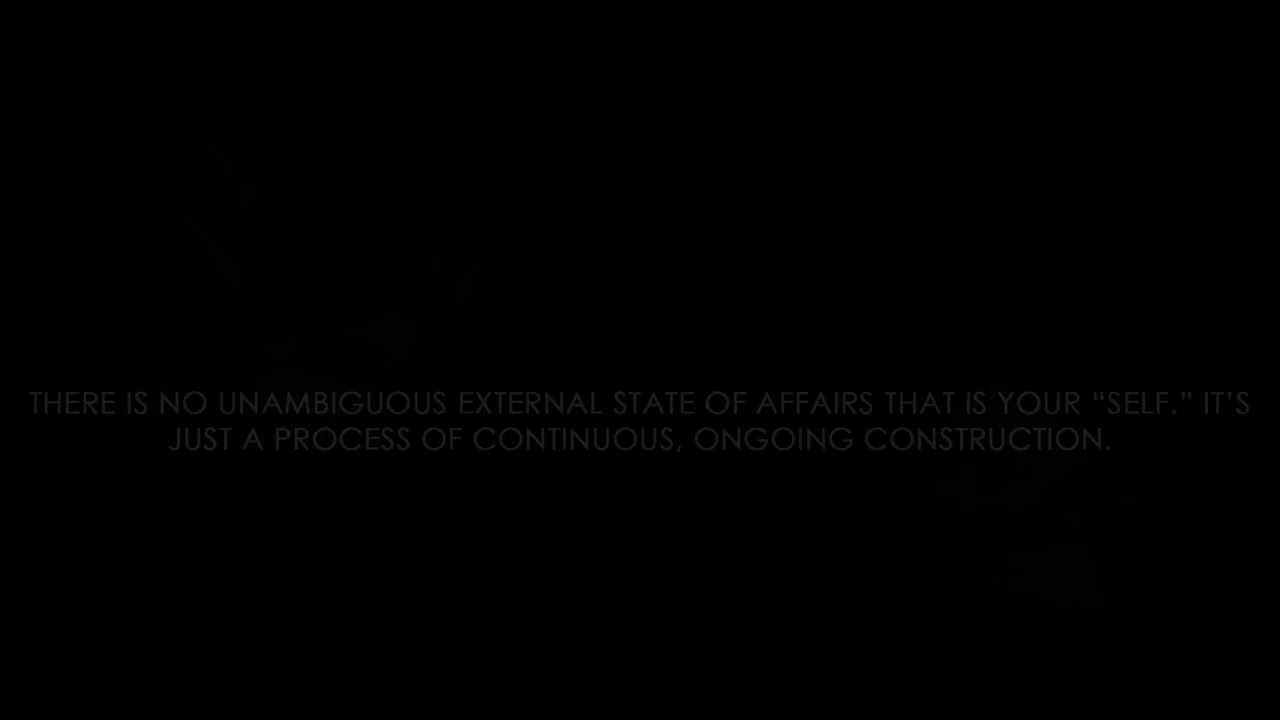 THERE IS NO UNAMBIGUOUS EXTERNAL STATE OF AFFAIRS THAT IS YOUR “SELF.” IT’S
JUST A PROCESS OF CONTINUOUS, ONGOING CONSTRUCTION.